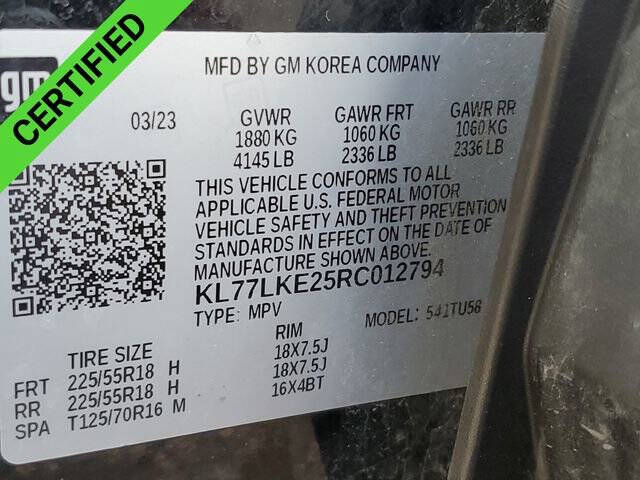 CERTIFIED
gm
MFD BY GM KOREA COMPANY
03/23 GVWR GAWR FRT GAWR RR
1880 KG 1060 KG 1060 KG
4145 LB 2336 LB 2336 LB
THIS VEHICLE CONFORMS TO ALL
APPLICABLE U.S. FEDERAL MOTOR
VEHICLE SAFETY AND THEFT PREVENTION
STANDARDS IN EFFECT ON THE DATE OF
MANUFACTURE SHOWN ABOVE.
KL77LKE25RC012794
TYPE: MPV MODEL: 541TU58
TIRE SIZE RIM
FRT 225/55R18 H 18X7.5J
RR 225/55R18 H 18X7.5J
SPA T125/70R16 M 16X4BT